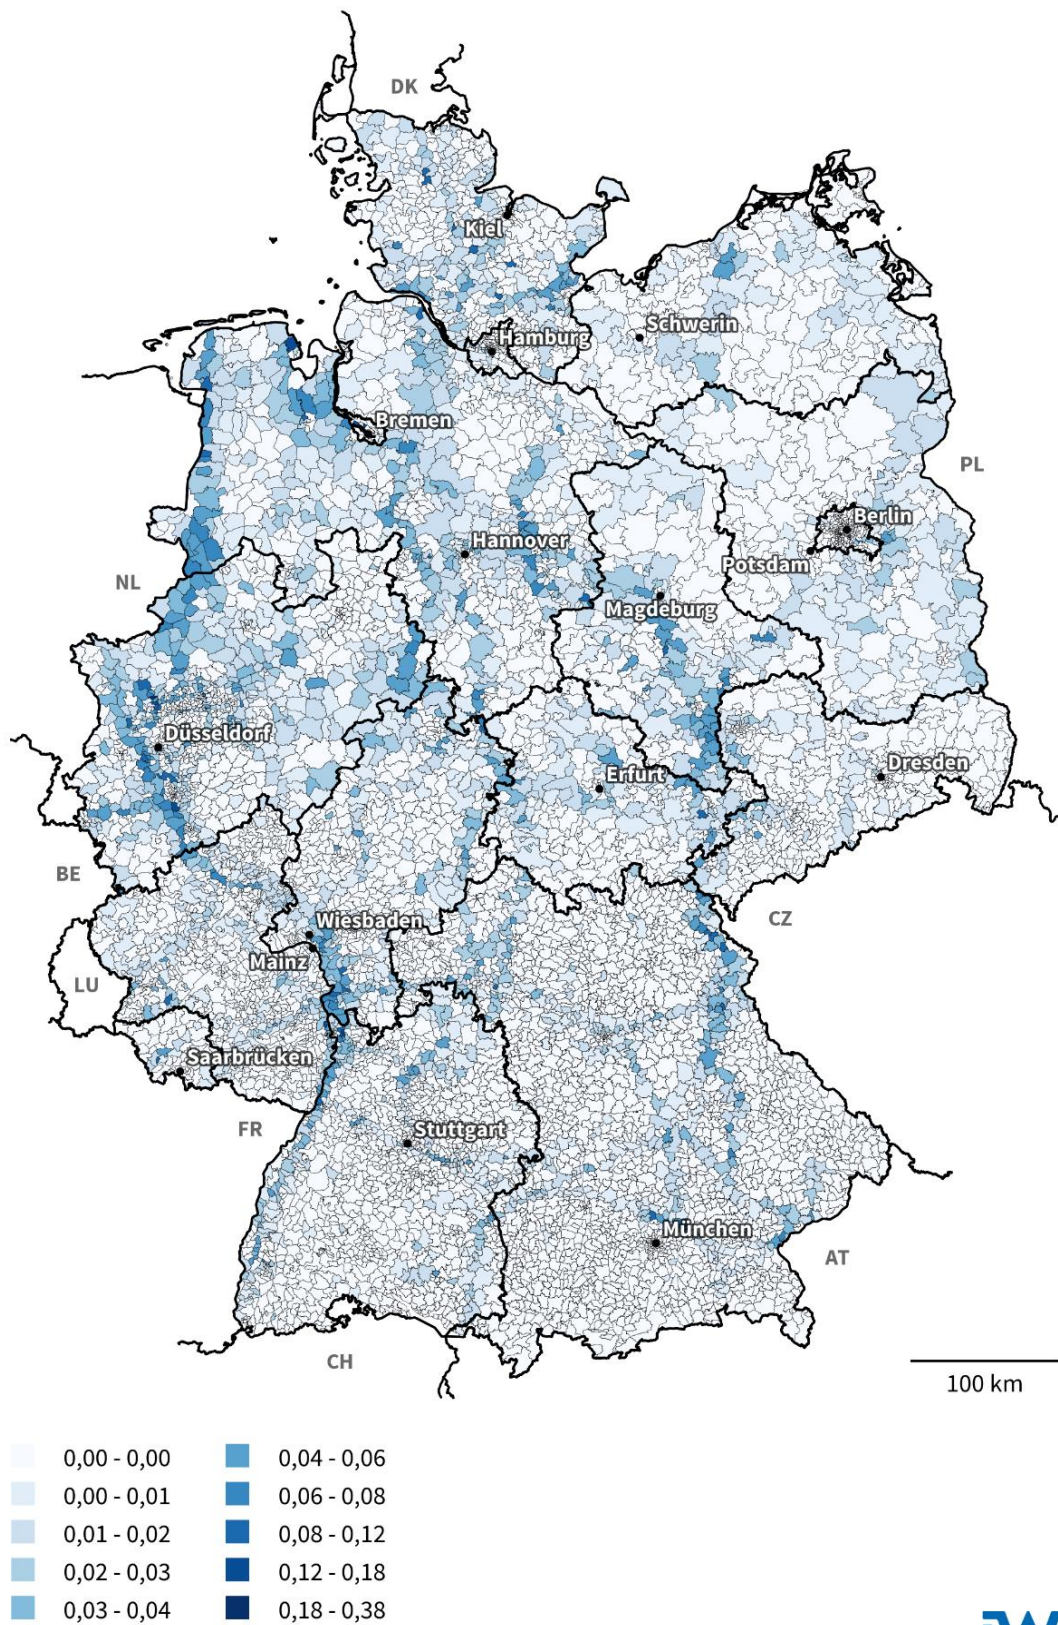 DK
Kiel
Schwerin
Hamburg
Bremen
PL
Berlin
Hannover
Potsdam
NL
Magdeburg
Düsseldorf
Dresden
Erfurt
BE
Wiesbaden
CZ
Mainz
LU
Saarbrücken
FR
Stuttgart
München
AT
CH
100 km
0,00 - 0,00
0,04 - 0,06
0,00 - 0,01
0,06 - 0,08
0,01 - 0,02
0,08 - 0,12
0,02 - 0,03
0,12 - 0,18
0,03 - 0,04
0,18 - 0,38